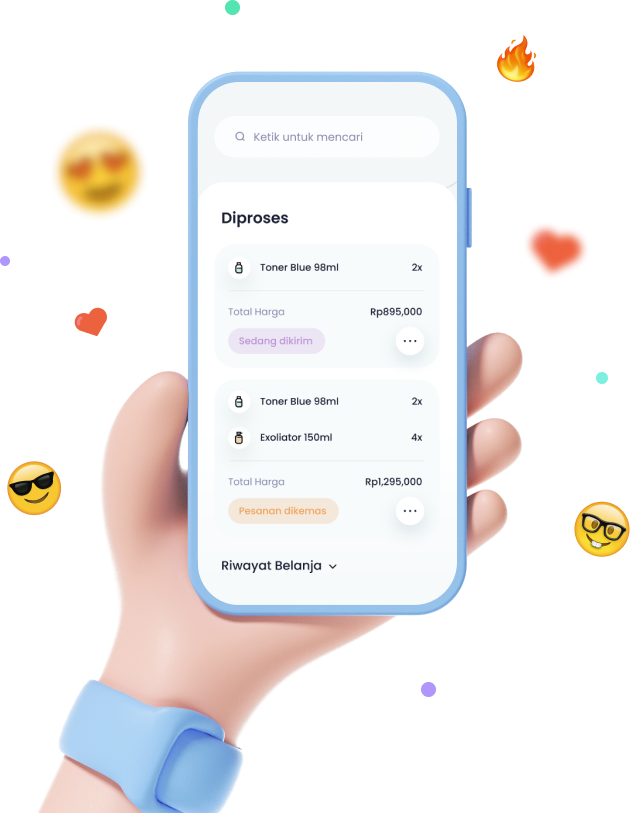 Ketik untuk mencari
Diproses
Toner Blue 98ml 2x
Total Harga Rp895,000
Sedang dikirim
Toner Blue 98ml 2x
Exoliator 150ml 4x
Total Harga Rp1,295,000
Pesanan dikemas
Riwayat Belanja